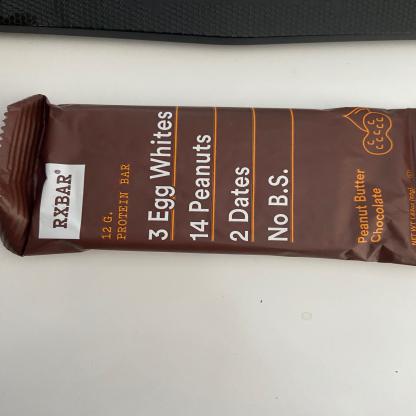 RXBAR®
12 G.
PROTEIN BAR
3 Egg Whites
14 Peanuts
2 Dates
No B.S.
Peanut Butter
Chocolate